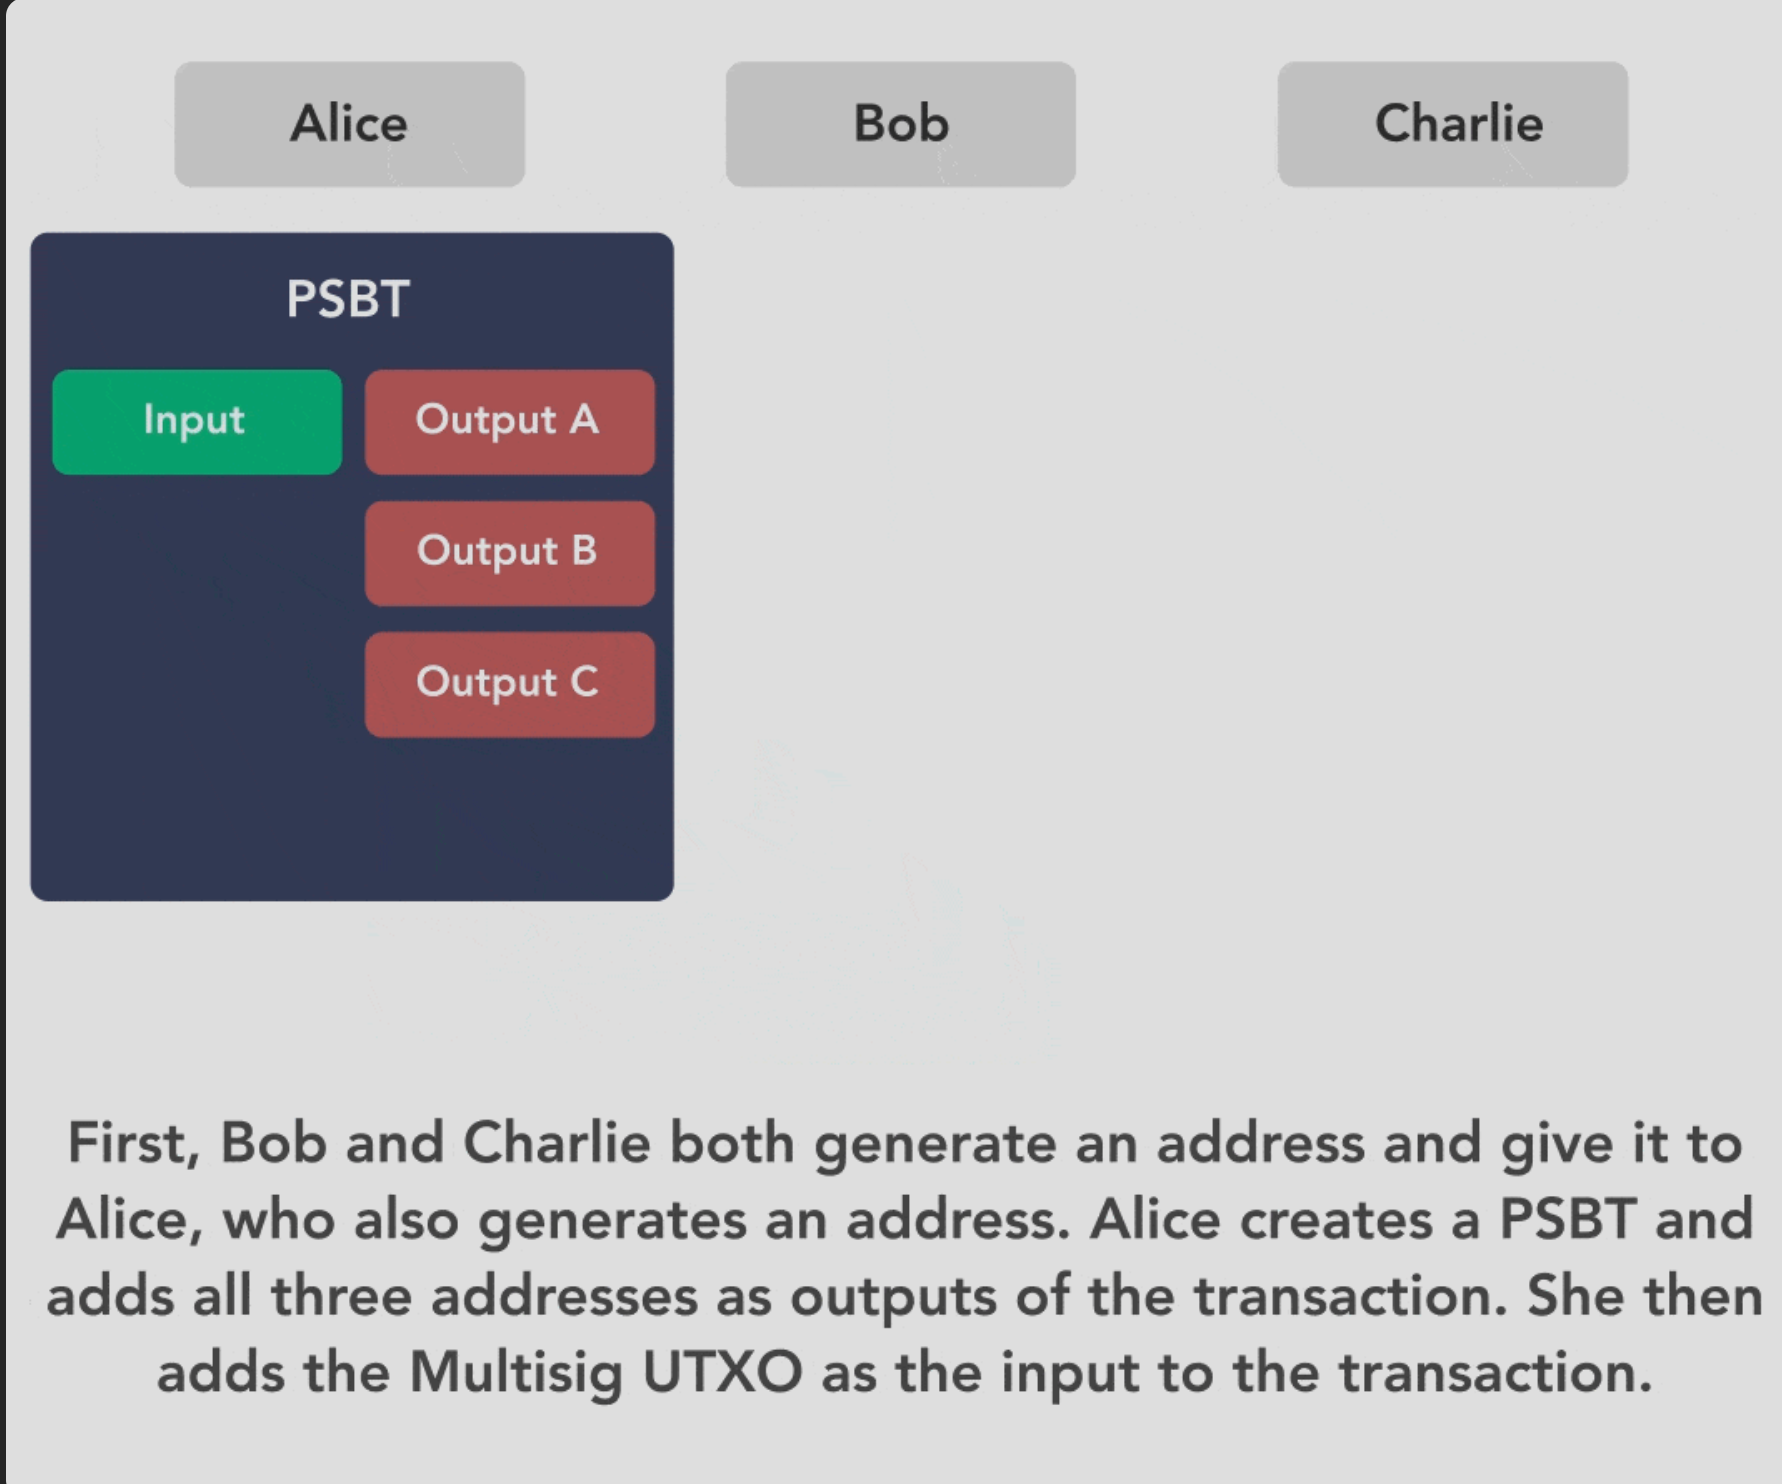 Alice
Bob
Charlie
PSBT
Input
Output A
Output B
Output C
First, Bob and Charlie both generate an address and give it to
Alice, who also generates an address. Alice creates a PSBT and
adds all three addresses as outputs of the transaction. She then
adds the Multisig UTXO as the input to the transaction.